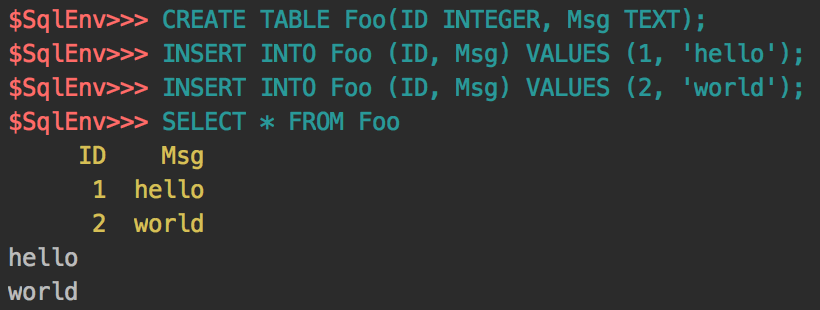 $SqlEnv>>> CREATE TABLE Foo(ID INTEGER, Msg TEXT);
$SqlEnv>>> INSERT INTO Foo (ID, Msg) VALUES (1, 'hello');
$SqlEnv>>> INSERT INTO Foo (ID, Msg) VALUES (2, 'world');
$SqlEnv>>> SELECT * FROM Foo
ID Msg
1 hello
2 world
hello
world